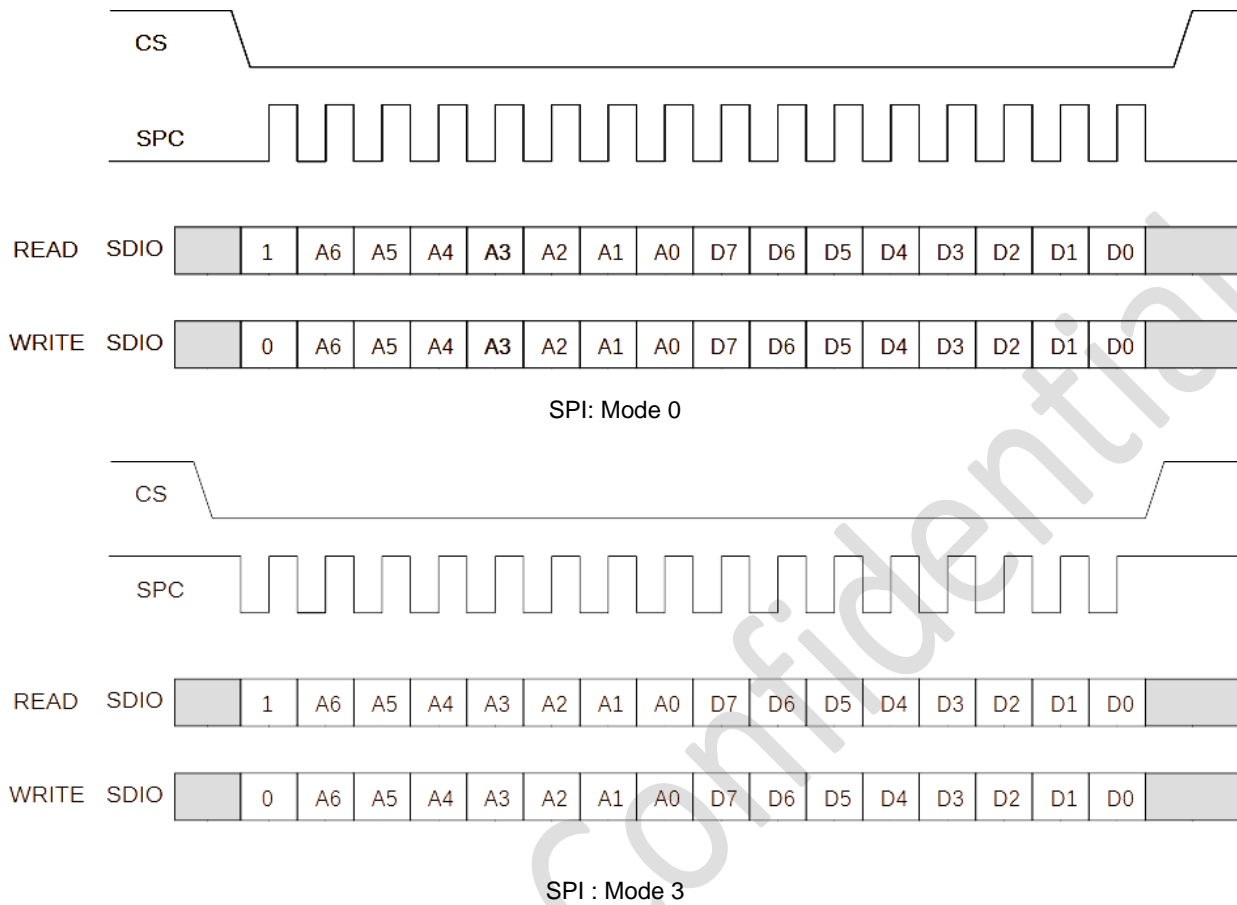 CS
SPC
READ SDIO 1 A6 A5 A4 A3 A2 A1 A0 D7 D6 D5 D4 D3 D2 D1 D0
WRITE SDIO 0 A6 A5 A4 A3 A2 A1 A0 D7 D6 D5 D4 D3 D2 D1 D0
SPI: Mode 0
CS
SPC
READ SDIO 1 A6 A5 A4 A3 A2 A1 A0 D7 D6 D5 D4 D3 D2 D1 D0
WRITE SDIO 0 A6 A5 A4 A3 A2 A1 A0 D7 D6 D5 D4 D3 D2 D1 D0
SPI : Mode 3
Confidential